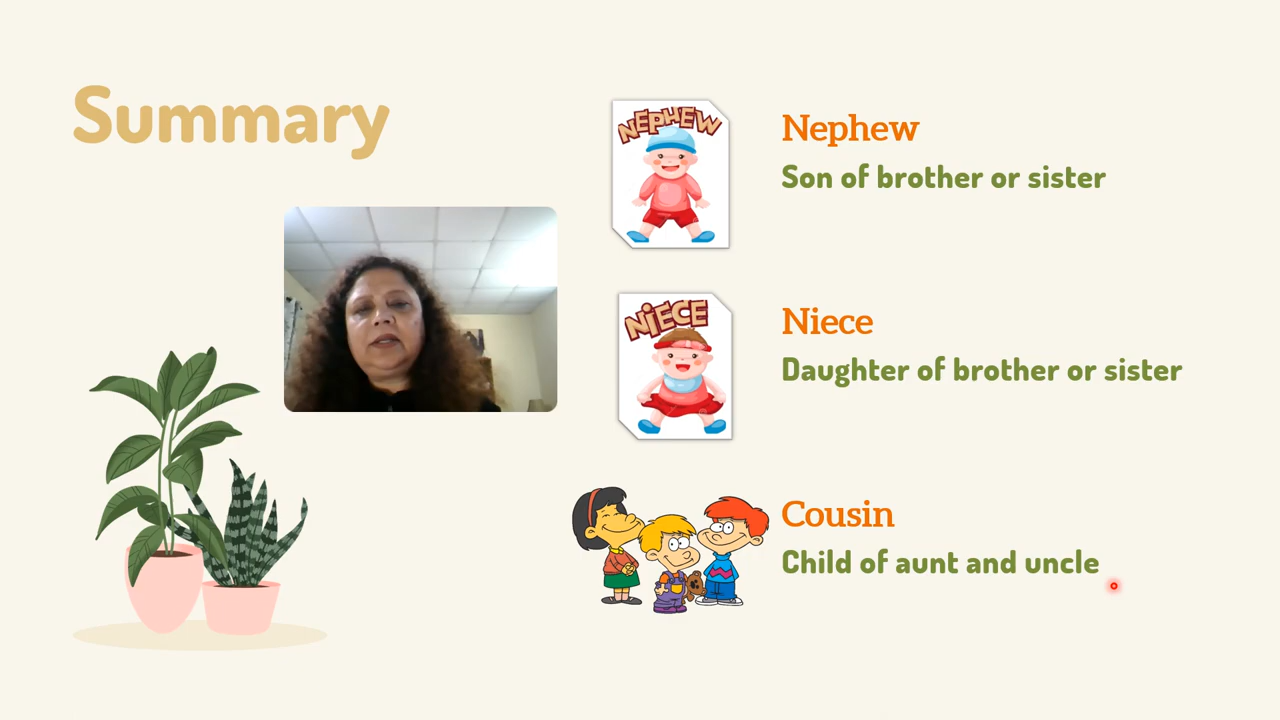 Summary
NEPHEW
Nephew
Son of brother or sister
NiECE
Niece
Daughter of brother or sister
Cousin
Child of aunt and uncle